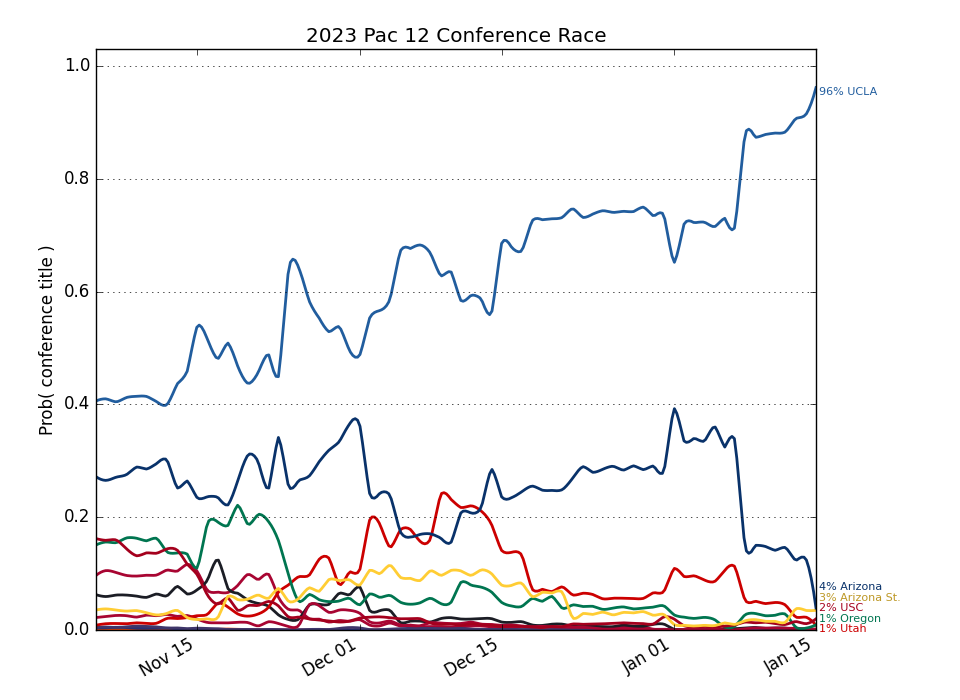 2023 Pac 12 Conference Race
Prob( conference title )
1.0
0.8
0.6
0.4
0.2
0.0
96% UCLA
4% Arizona
3% Arizona St.
2% USC
1% Oregon
1% Utah
Nov 15
Dec 01
Dec 15
Jan 01
Jan 15